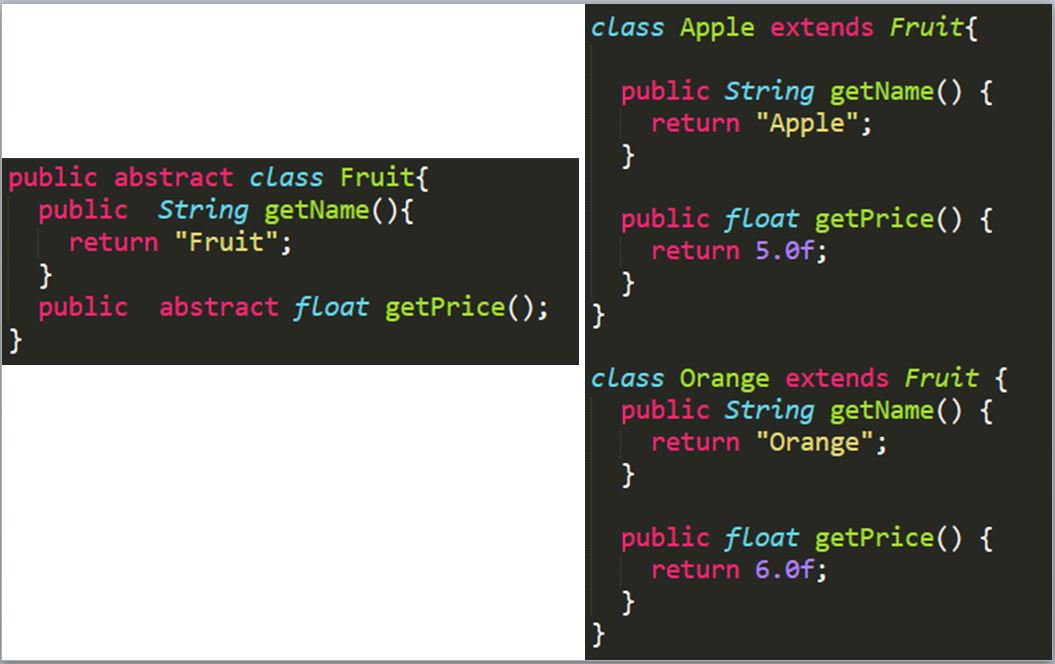 public abstract class Fruit{
  public  String getName(){
    return "Fruit";
  }
  public  abstract float getPrice();
}
class Apple extends Fruit{

  public String getName() {
    return "Apple";
  }

  public float getPrice() {
    return 5.0f;
  }
}

class Orange extends Fruit {
  public String getName() {
    return "Orange";
  }

  public float getPrice() {
    return 6.0f;
  }
}